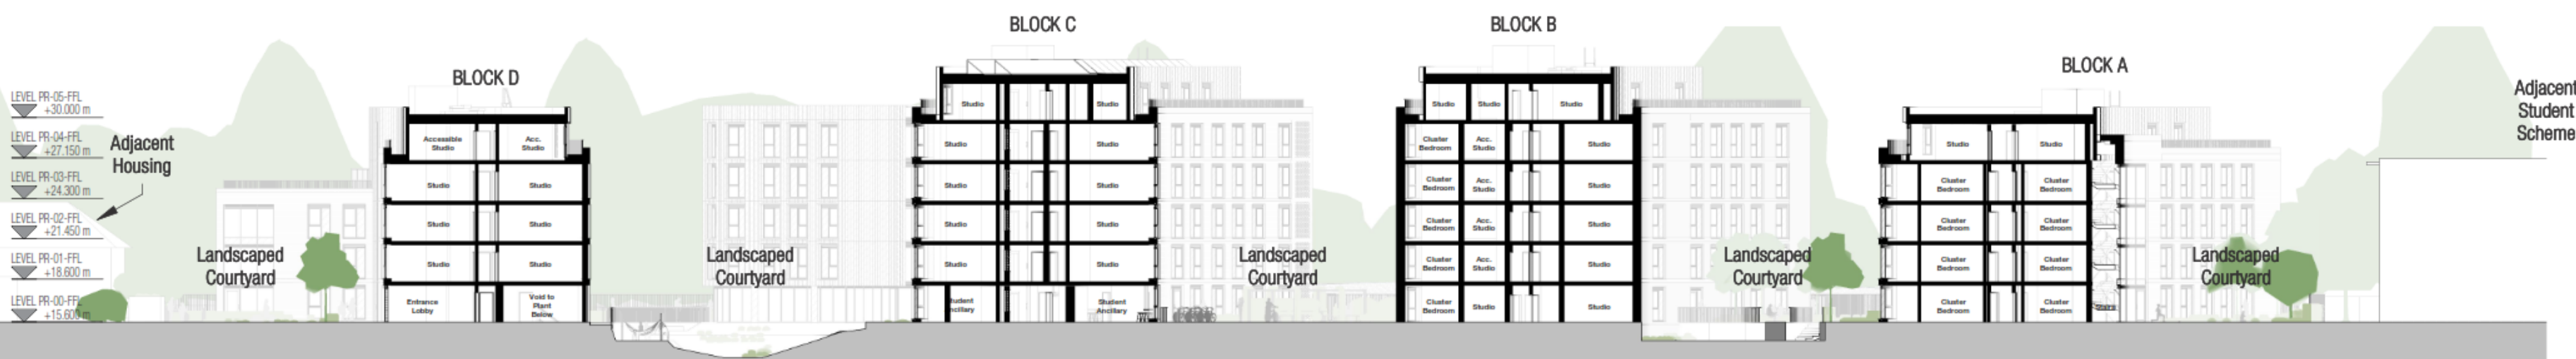 BLOCK D
BLOCK C
BLOCK B
BLOCK A
LEVEL PR-05-FFL
+30.000 m
LEVEL PR-04-FFL
+27.150 m
LEVEL PR-03-FFL
+24.300 m
LEVEL PR-02-FFL
+21.450 m
LEVEL PR-01-FFL
+18.600 m
LEVEL PR-00-FFL
+15.600 m
Adjacent
Housing
Landscaped
Courtyard
Accessible
Studio
Acc.
Studio
Studio
Studio
Studio
Studio
Studio
Studio
Entrance
Lobby
Void to
Plant
Below
Landscaped
Courtyard
Studio
Studio
Studio
Studio
Studio
Studio
Studio
Studio
Studio
Studio
tudent
ncillary
Student
Ancillary
Landscaped
Courtyard
Studio
Studio
Studio
Cluster
Bedroom
Acc.
Studio
Studio
Cluster
Bedroom
Acc.
Studio
Studio
Cluster
Bedroom
Acc.
Studio
Studio
Cluster
Bedroom
Acc.
Studio
Studio
Cluster
Bedroom
Studio
Studio
Landscaped
Courtyard
Studio
Studio
Cluster
Bedroom
Cluster
Bedroom
Cluster
Bedroom
Cluster
Bedroom
Cluster
Bedroom
Cluster
Bedroom
Cluster
Bedroom
Cluster
Bedroom
Landscaped
Courtyard
Adjacent
Student
Scheme